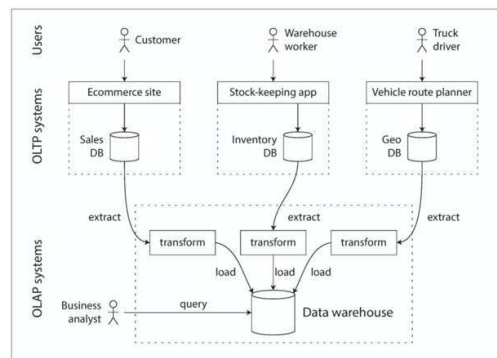 Users
Customer
Warehouse
worker
Truck
driver
OLTP systems
Ecommerce site
Stock-keeping app
Vehicle route planner
Sales
DB
Inventory
DB
Geo
DB
extract
extract
extract
OLAP systems
transform
transform
transform
load
load
load
Business
analyst
query
Data warehouse